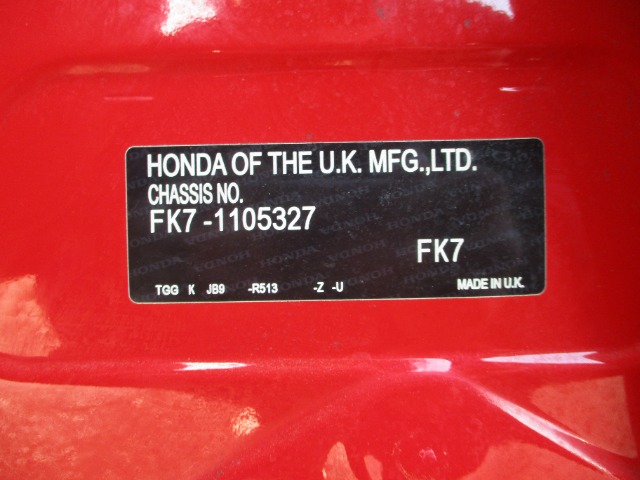 HONDA OF THE U.K. MFG.,LTD.
CHASSIS NO.
FK7-1105327
FK7
TGG K JB9 -R513 -Z -U MADE IN U.K.